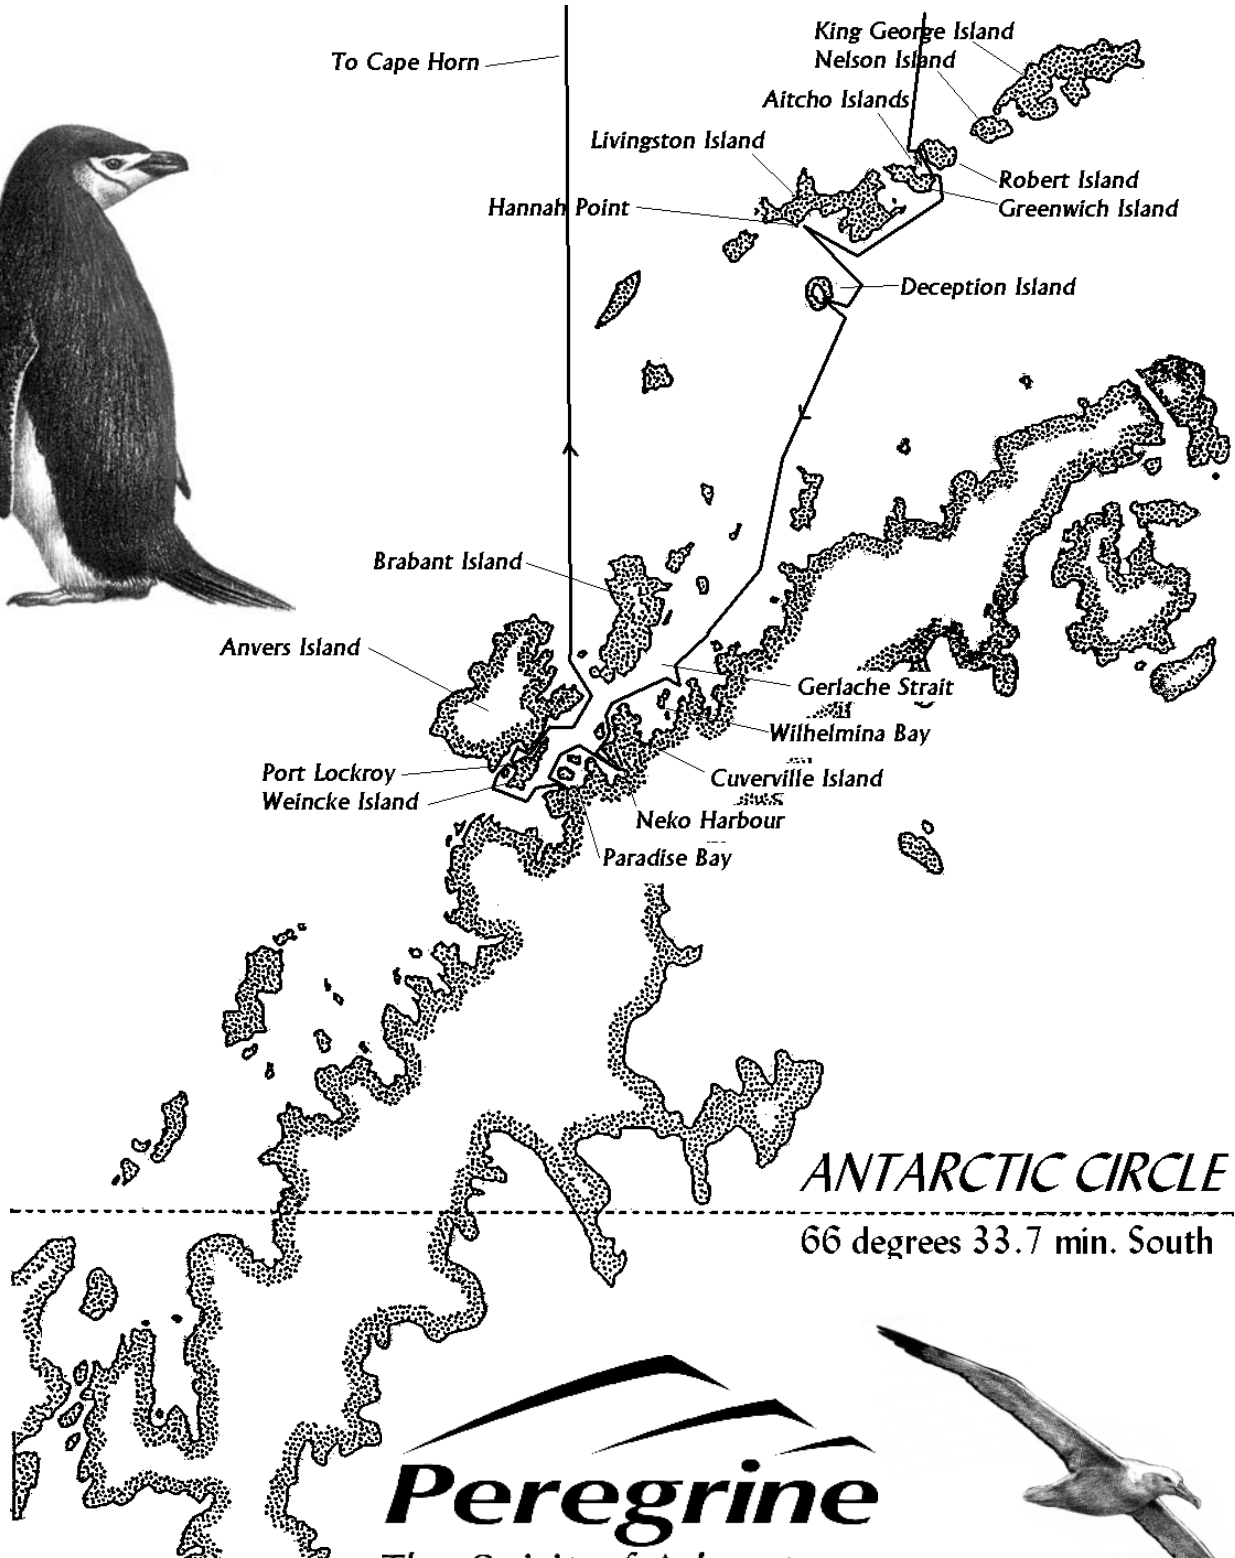 King George Island
To Cape Horn
Nelson Island
Aitcho Islands
Livingston Island
Robert Island
Hannah Point
Greenwich Island
Deception Island
Brabant Island
Anvers Island
Gerlache Strait
Wilhelmina Bay
Port Lockroy
Cuverville Island
Weincke Island
Neko Harbour
Paradise Bay
ANTARCTIC CIRCLE
66 degrees 33.7 min. South
Peregrine